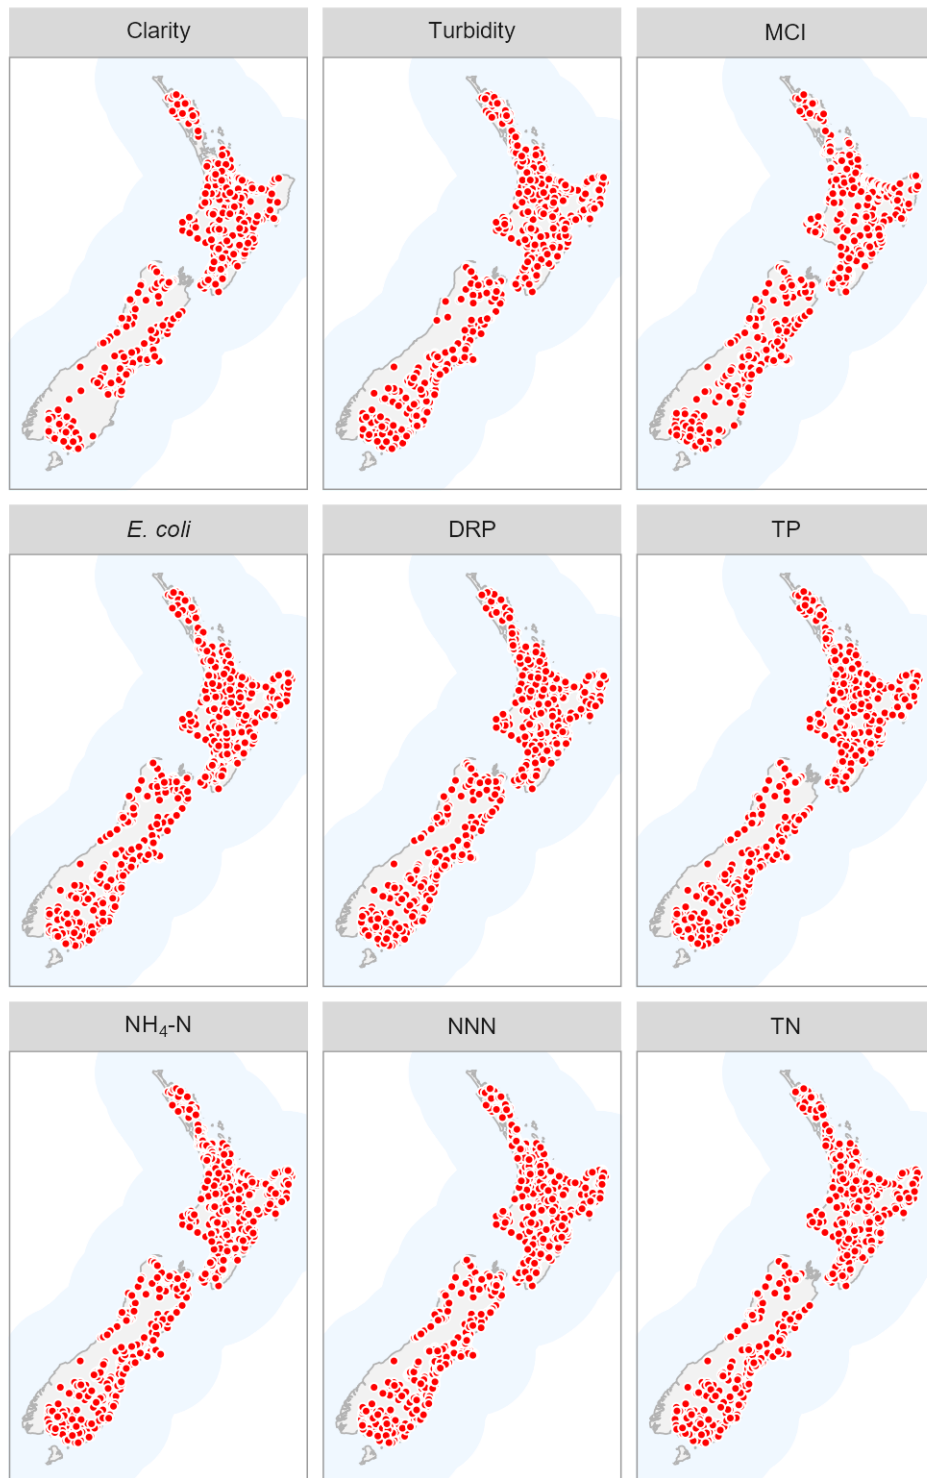 Clarity
Turbidity
MCI
E. coli
DRP
TP
NH₄-N
NNN
TN